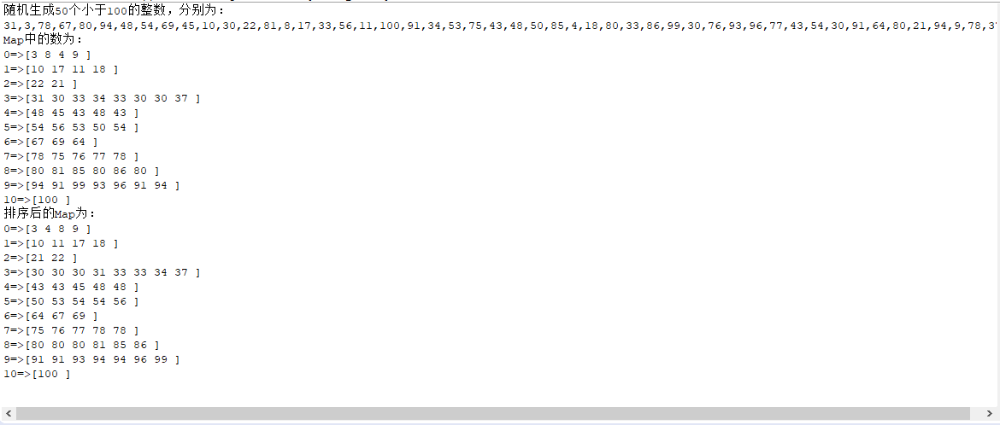 随机生成50个小于100的整数，分别为：
31,3,78,67,80,94,48,54,69,45,10,30,22,81,8,17,33,56,11,100,91,34,53,75,43,48,50,85,4,18,80,33,86,99,30,76,93,96,77,43,54,30,91,64,80,21,94,9,78,37
Map中的数为：
0=>[3 8 4 9 ]
1=>[10 17 11 18 ]
2=>[22 21 ]
3=>[31 30 33 34 33 30 30 37 ]
4=>[48 45 43 48 43 ]
5=>[54 56 53 50 54 ]
6=>[67 69 64 ]
7=>[78 75 76 77 78 ]
8=>[80 81 85 80 86 80 ]
9=>[94 91 99 93 96 91 94 ]
10=>[100 ]
排序后的Map为：
0=>[3 4 8 9 ]
1=>[10 11 17 18 ]
2=>[21 22 ]
3=>[30 30 30 31 33 33 34 37 ]
4=>[43 43 45 48 48 ]
5=>[50 53 54 54 56 ]
6=>[64 67 69 ]
7=>[75 76 77 78 78 ]
8=>[80 80 80 81 85 86 ]
9=>[91 91 93 94 94 96 99 ]
10=>[100 ]